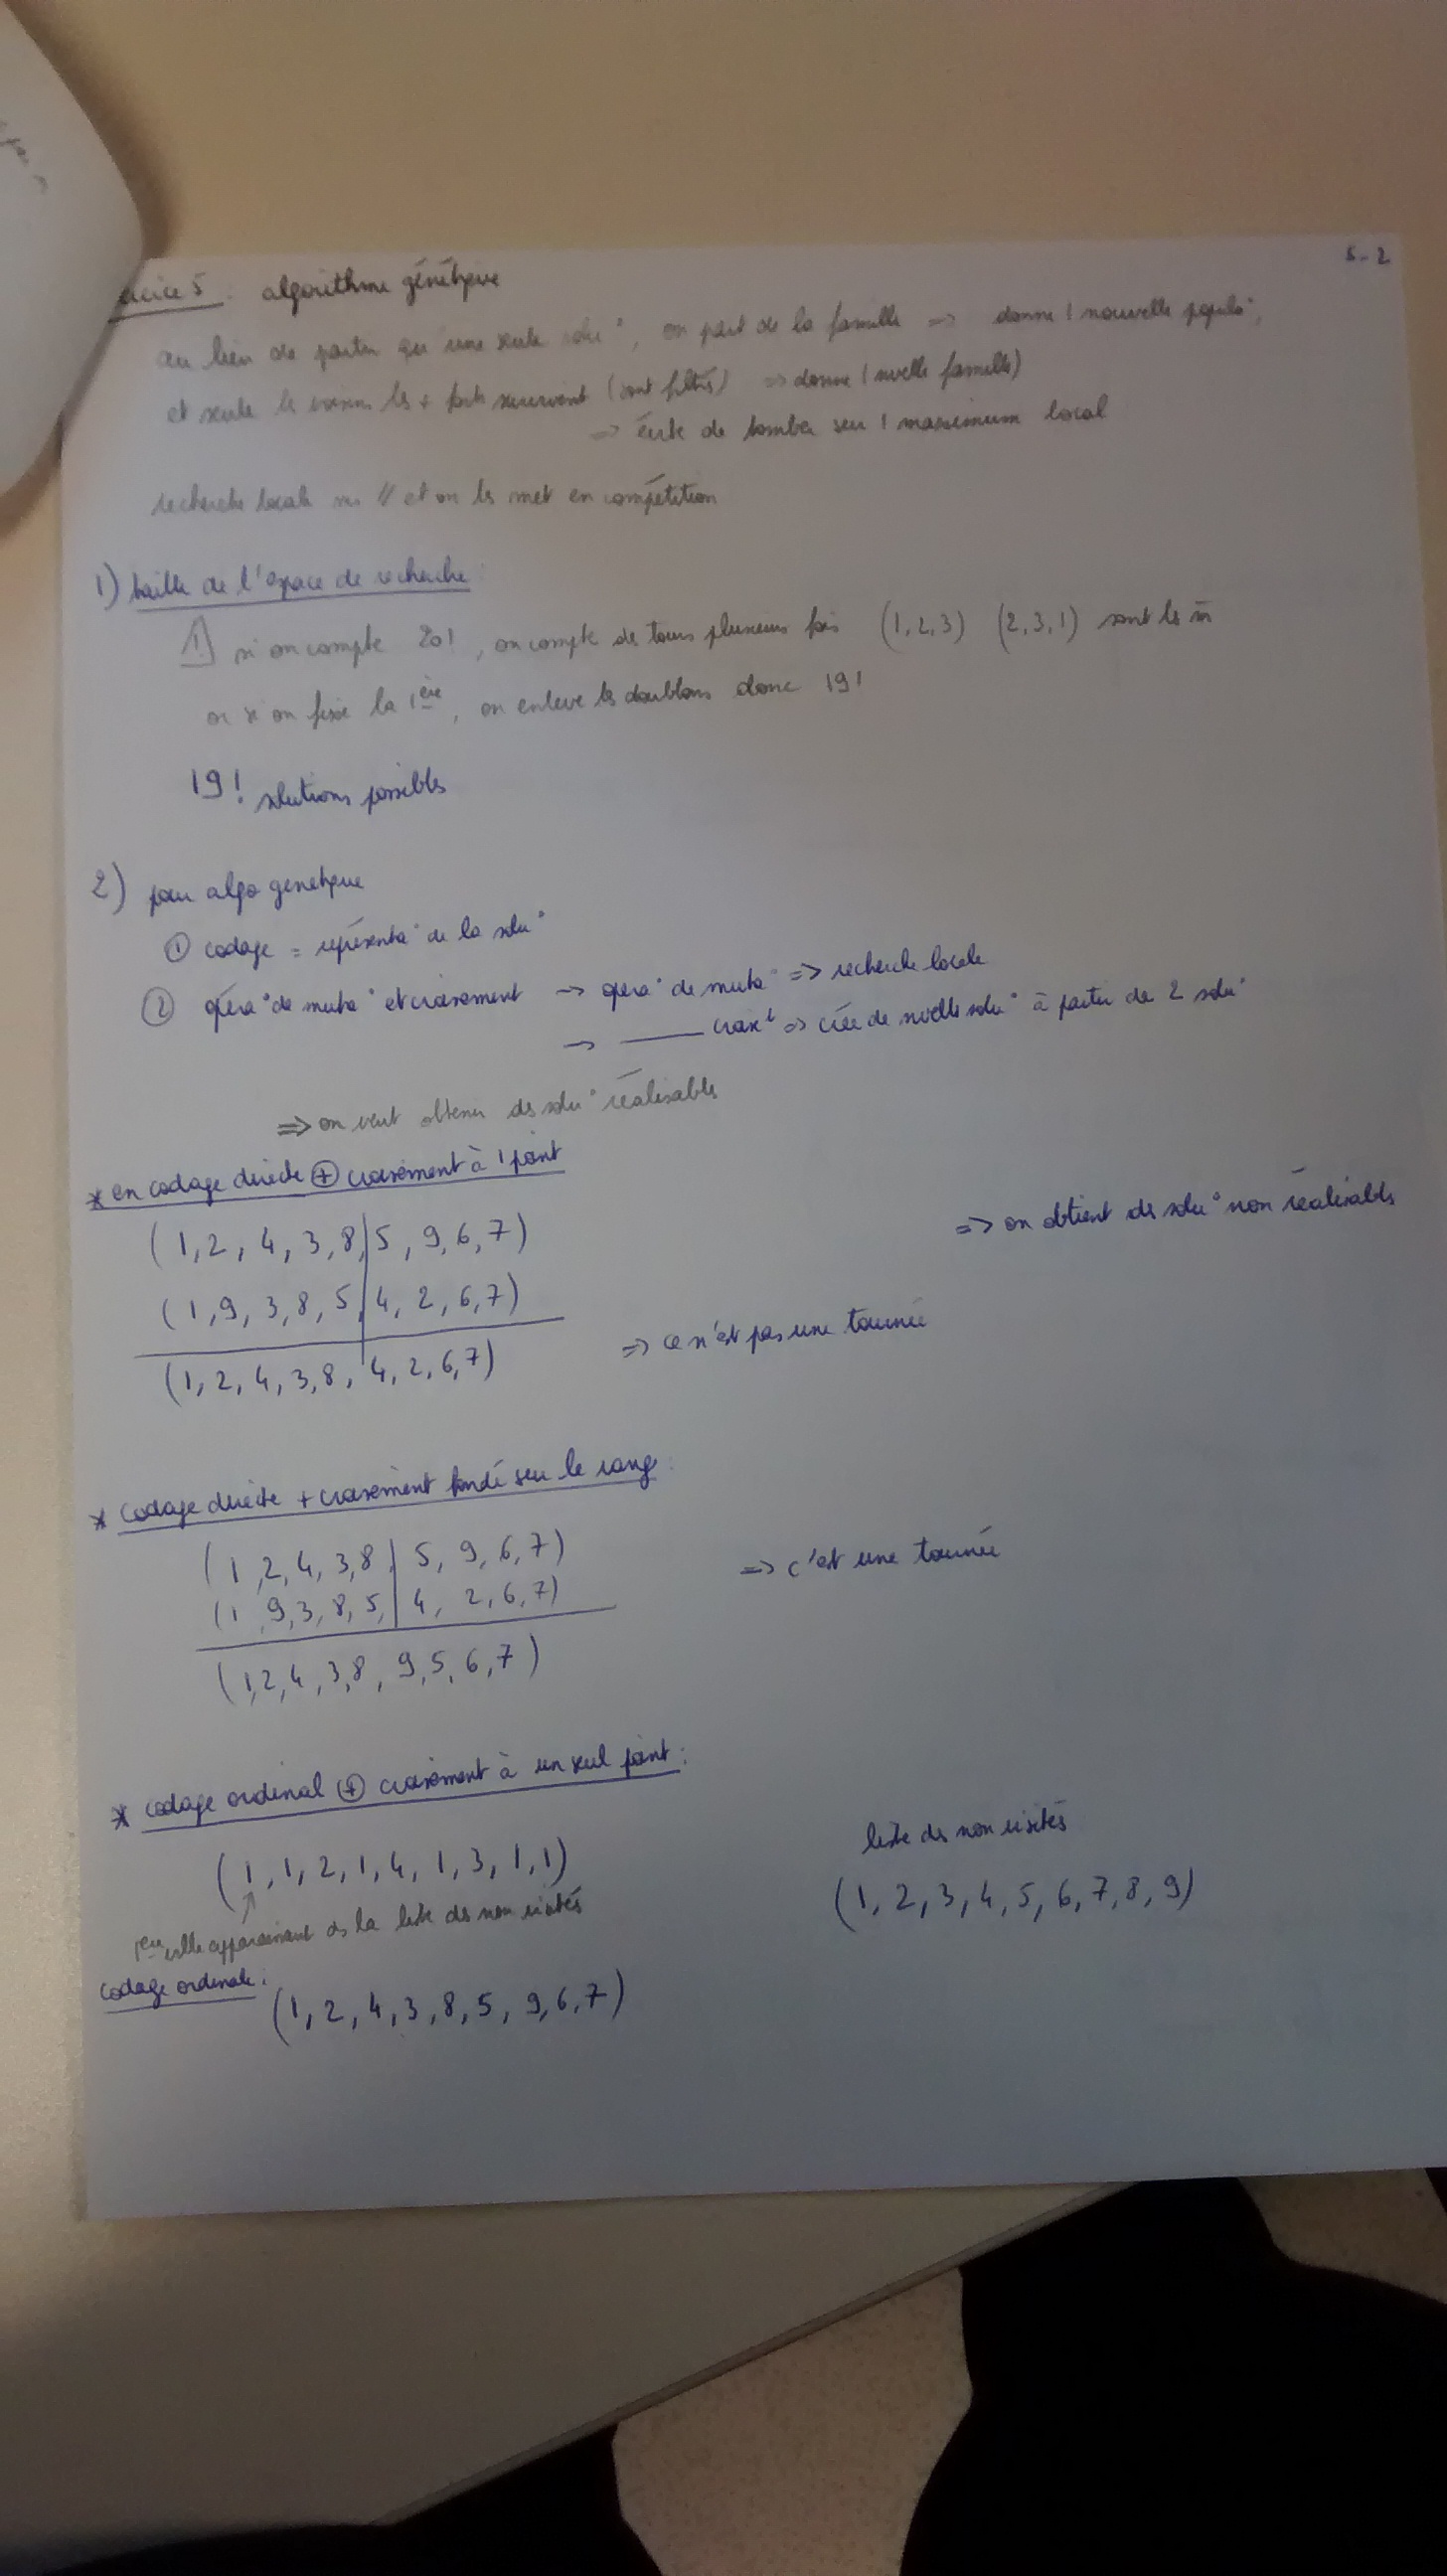 5-2
cice 5 : algorithme génétique
au lieu de partir qu'une seule solu°, on part de la famille => donne 1 nouvelle popula°,
et seule les + forts survivent (sont filtrés) => donne 1 nvelle famille)
=> évite de tomber sur 1 maximum local
recherche locale en // et on les met en compétition
1) taille de l'espace de recherche :
si on compte 20!, on compte des tours plusieurs fois (1,2,3) (2,3,1) sont les m̄
or si on fixe la 1ère, on enlève les doublons donc 19!
19! solutions possibles
2) pour algo genetique
① codage = représenta° de la solu°
② opéra° de muta° et croisement -> opéra° de muta° => recherche locale
-> ____ croixt => crée de nvelle solu° à partir de 2 solu°
=> on veut obtenir des solu° réalisables
* en codage directe ⊕ croisement à 1 point
=> on obtient des solu° non réalisables
(1,2,4,3,8,|5,9,6,7)
(1,9,3,8,5,|4,2,6,7)
(1,2,4,3,8,4,2,6,7) => ce n'est pas une tournée
* codage directe + croisement fondé sur le rang :
(1,2,4,3,8,|5,9,6,7) => c'est une tournée
(1,9,3,8,5,|4,2,6,7)
(1,2,4,3,8,9,5,6,7)
* codage ordinal ⊕ croisement à un seul point :
liste des non visités
(1,1,2,1,4,1,3,1,1) (1,2,3,4,5,6,7,8,9)
ville apparaissant ds la liste des non visités
codage ordinale : (1,2,4,3,8,5,9,6,7)